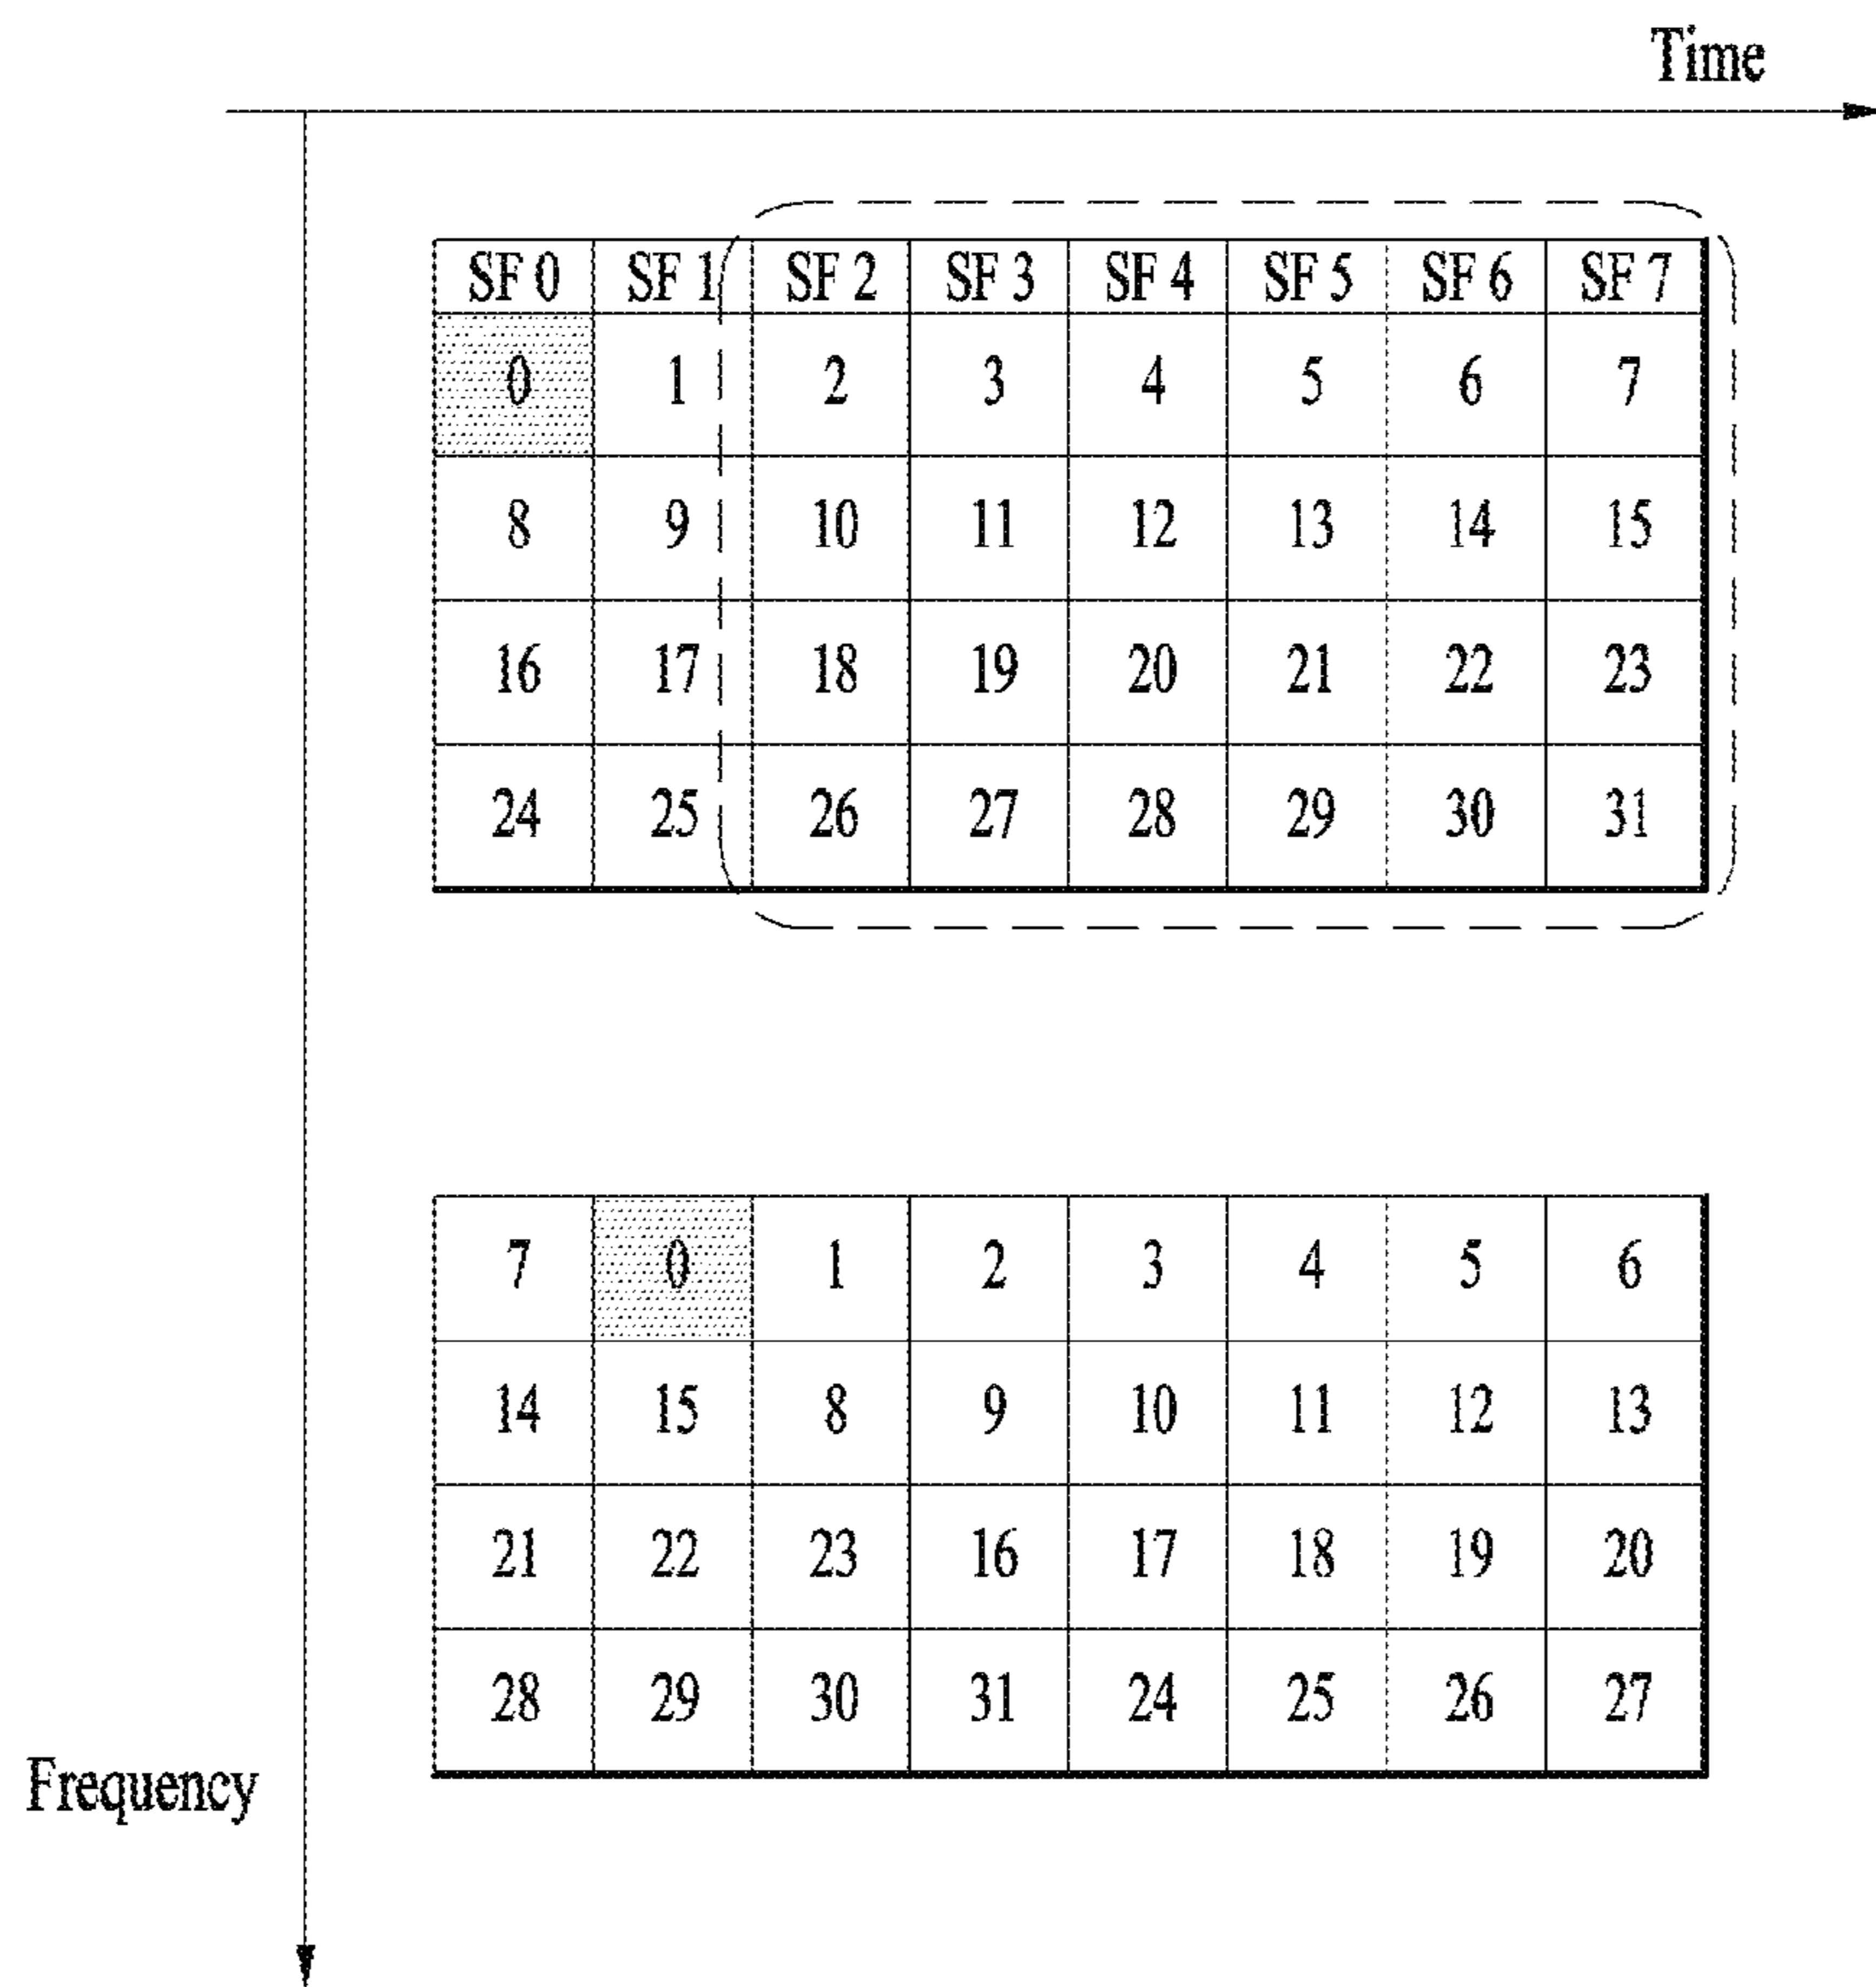 Time
SF 0 SF 1 SF 2 SF 3 SF 4 SF 5 SF 6 SF 7
0 1 2 3 4 5 6 7
8 9 10 11 12 13 14 15
16 17 18 19 20 21 22 23
24 25 26 27 28 29 30 31
7 0 1 2 3 4 5 6
14 15 8 9 10 11 12 13
21 22 23 16 17 18 19 20
28 29 30 31 24 25 26 27
Frequency